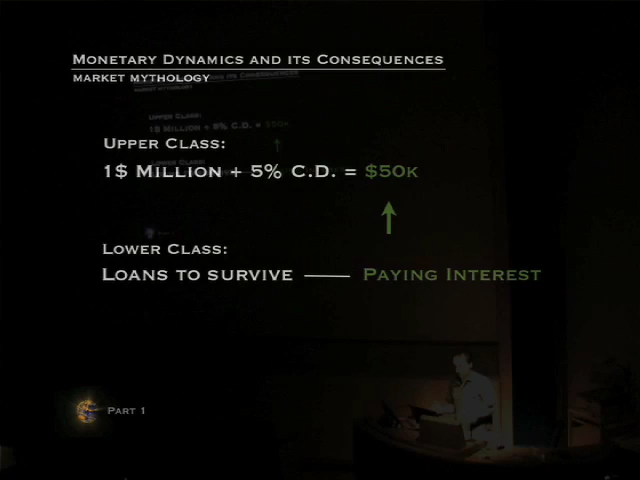 Monetary Dynamics and its Consequences
market mythology
Upper Class:
1$ Million + 5% C.D. = $50k
Lower Class:
Loans to survive —— Paying Interest
Part 1